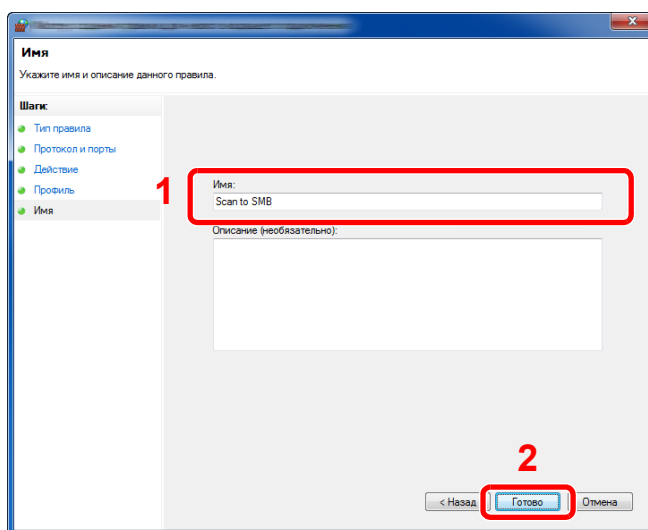 Имя
Укажите имя и описание данного правила.
Шаги:
Тип правила
Протокол и порты
Действие
Профиль
Имя
1
Имя:
Scan to SMB
Описание (необязательно):
2
< Назад
Готово
Отмена